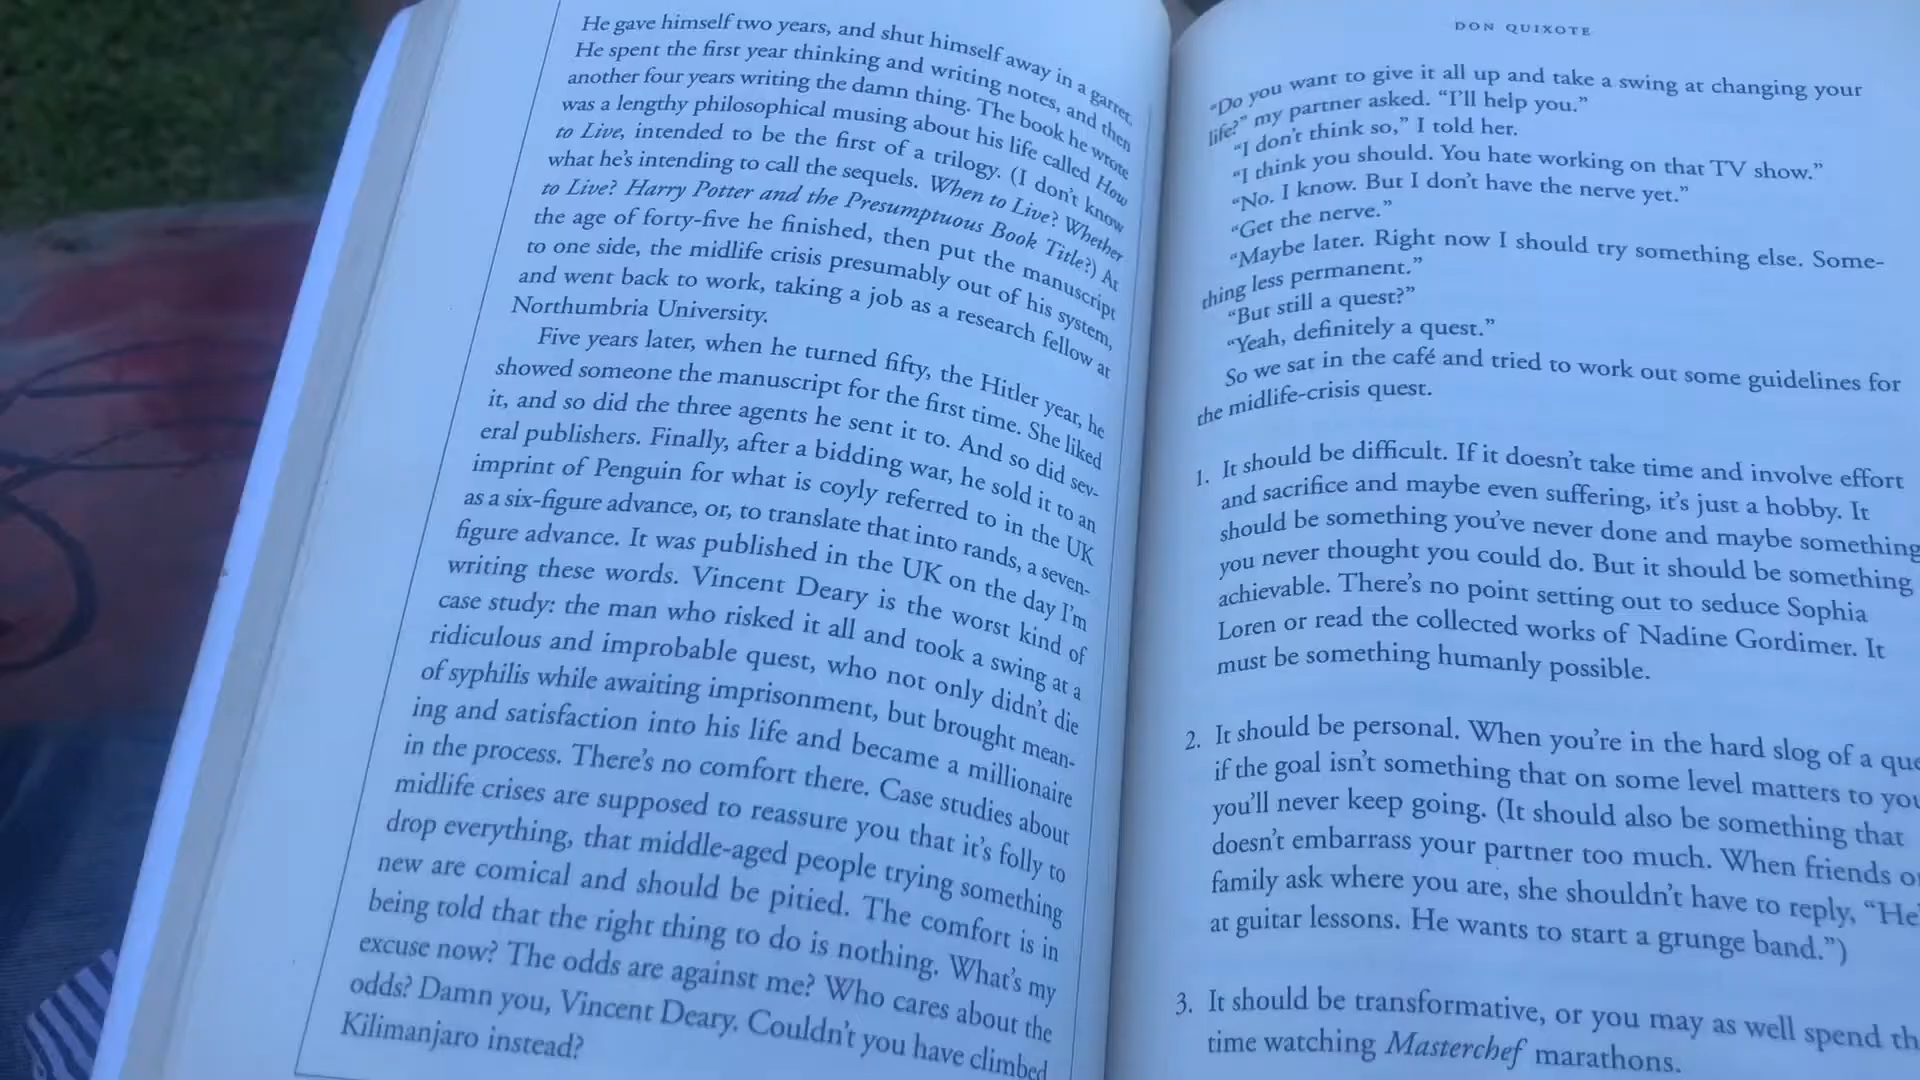 He gave himself two years, and shut himself away in a garret.
He spent the first year thinking and writing notes, and then
another four years writing the damn thing. The book he wrote
was a lengthy philosophical musing about his life called How
to Live, intended to be the first of a trilogy. (I don't know
what he's intending to call the sequels. When to Live? Whether
to Live? Harry Potter and the Presumptuous Book Title?) At
the age of forty-five he finished, then put the manuscript
to one side, the midlife crisis presumably out of his system,
and went back to work, taking a job as a research fellow at
Northumbria University.
Five years later, when he turned fifty, the Hitler year, he
showed someone the manuscript for the first time. She liked
it, and so did the three agents he sent it to. And so did sev-
eral publishers. Finally, after a bidding war, he sold it to an
imprint of Penguin for what is coyly referred to in the UK
as a six-figure advance, or, to translate that into rands, a seven-
figure advance. It was published in the UK on the day I'm
writing these words. Vincent Deary is the worst kind of
case study: the man who risked it all and took a swing at a
ridiculous and improbable quest, who not only didn't die
of syphilis while awaiting imprisonment, but brought mean-
ing and satisfaction into his life and became a millionaire
in the process. There's no comfort there. Case studies about
midlife crises are supposed to reassure you that it's folly to
drop everything, that middle-aged people trying something
new are comical and should be pitied. The comfort is in
being told that the right thing to do is nothing. What's my
excuse now? The odds are against me? Who cares about the
odds? Damn you, Vincent Deary. Couldn't you have climbed
Kilimanjaro instead?
DON QUIXOTE
"Do you want to give it all up and take a swing at changing your
life?" my partner asked. "I'll help you."
"I don't think so," I told her.
"I think you should. You hate working on that TV show."
"No. I know. But I don't have the nerve yet."
"Get the nerve."
"Maybe later. Right now I should try something else. Some-
thing less permanent."
"But still a quest?"
"Yeah, definitely a quest."
So we sat in the café and tried to work out some guidelines for
the midlife-crisis quest.
1. It should be difficult. If it doesn't take time and involve effort
and sacrifice and maybe even suffering, it's just a hobby. It
should be something you've never done and maybe something
you never thought you could do. But it should be something
achievable. There's no point setting out to seduce Sophia
Loren or read the collected works of Nadine Gordimer. It
must be something humanly possible.
2. It should be personal. When you're in the hard slog of a
if the goal isn't something that on some level matters to
you'll never keep going. (It should also be something that
doesn't embarrass your partner too much. When friends
family ask where you are, she shouldn't have to reply,
at guitar lessons. He wants to start a grunge band.")
3. It should be transformative, or you may as well spend
time watching Masterchef marathons.